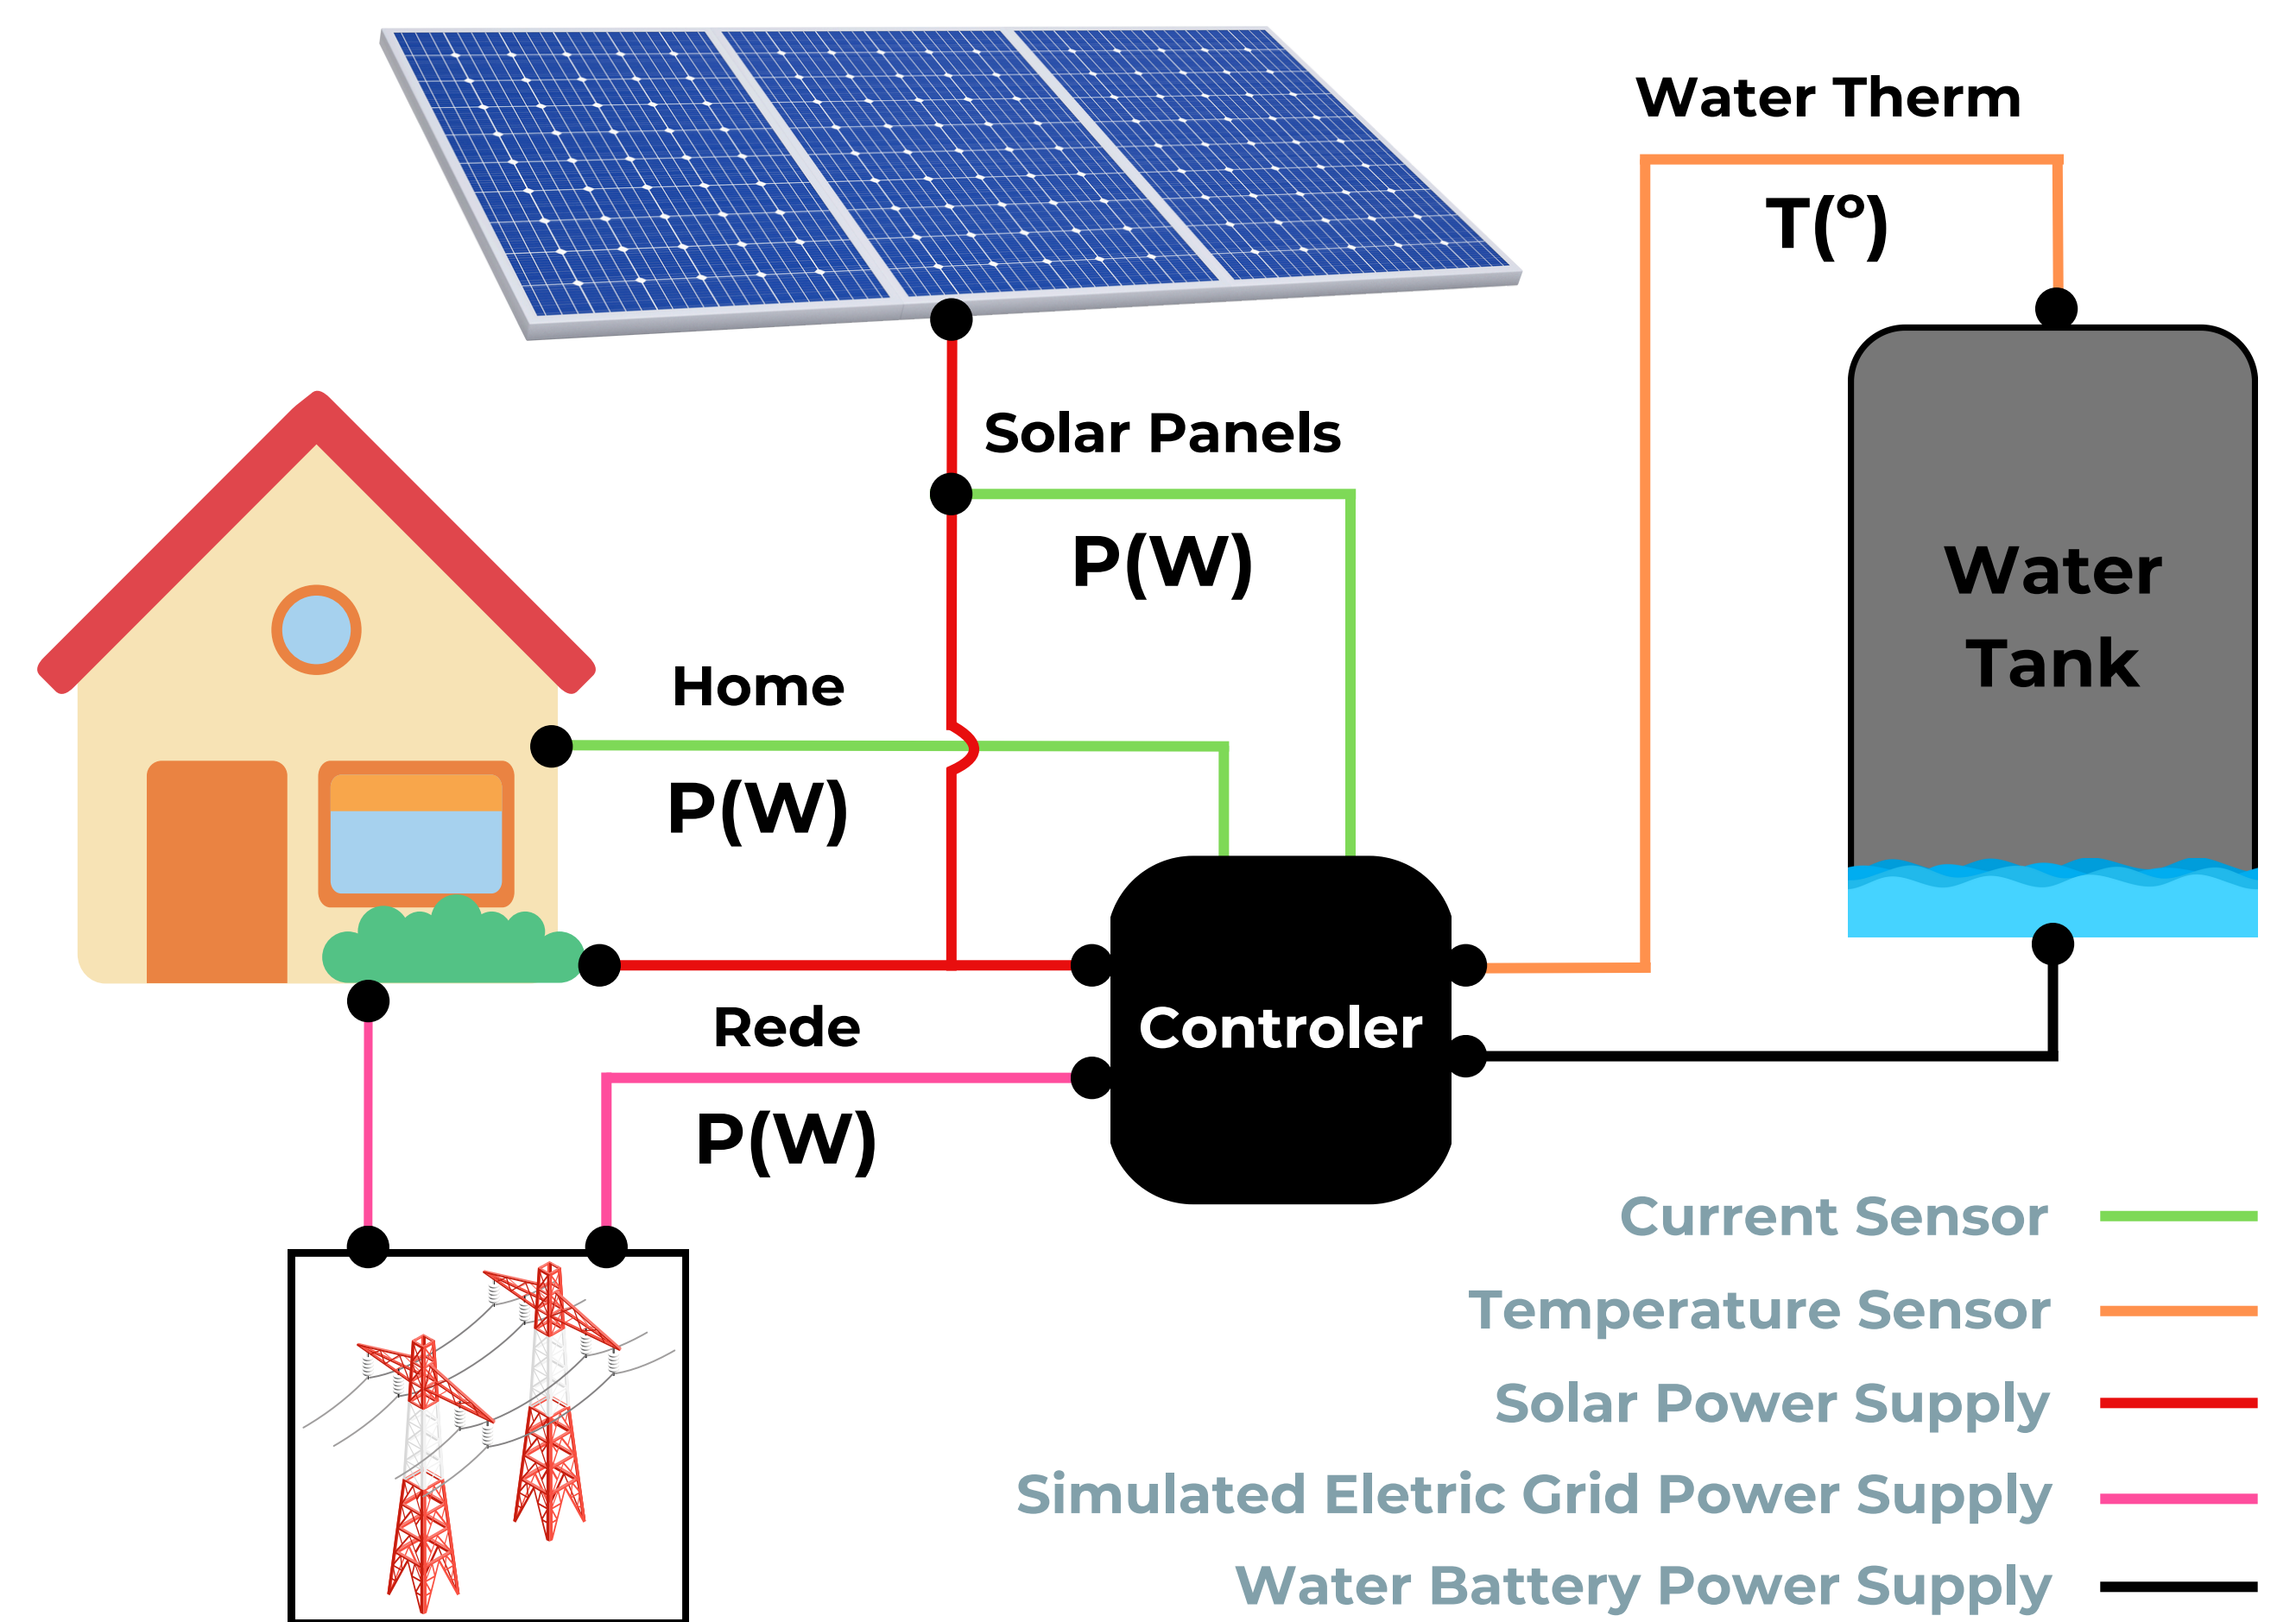 Water Therm
T(º)
Solar Panels
P(W)
Water
Tank
Home
P(W)
Rede
P(W)
Controler
Current Sensor
Temperature Sensor
Solar Power Supply
Simulated Eletric Grid Power Supply
Water Battery Power Supply